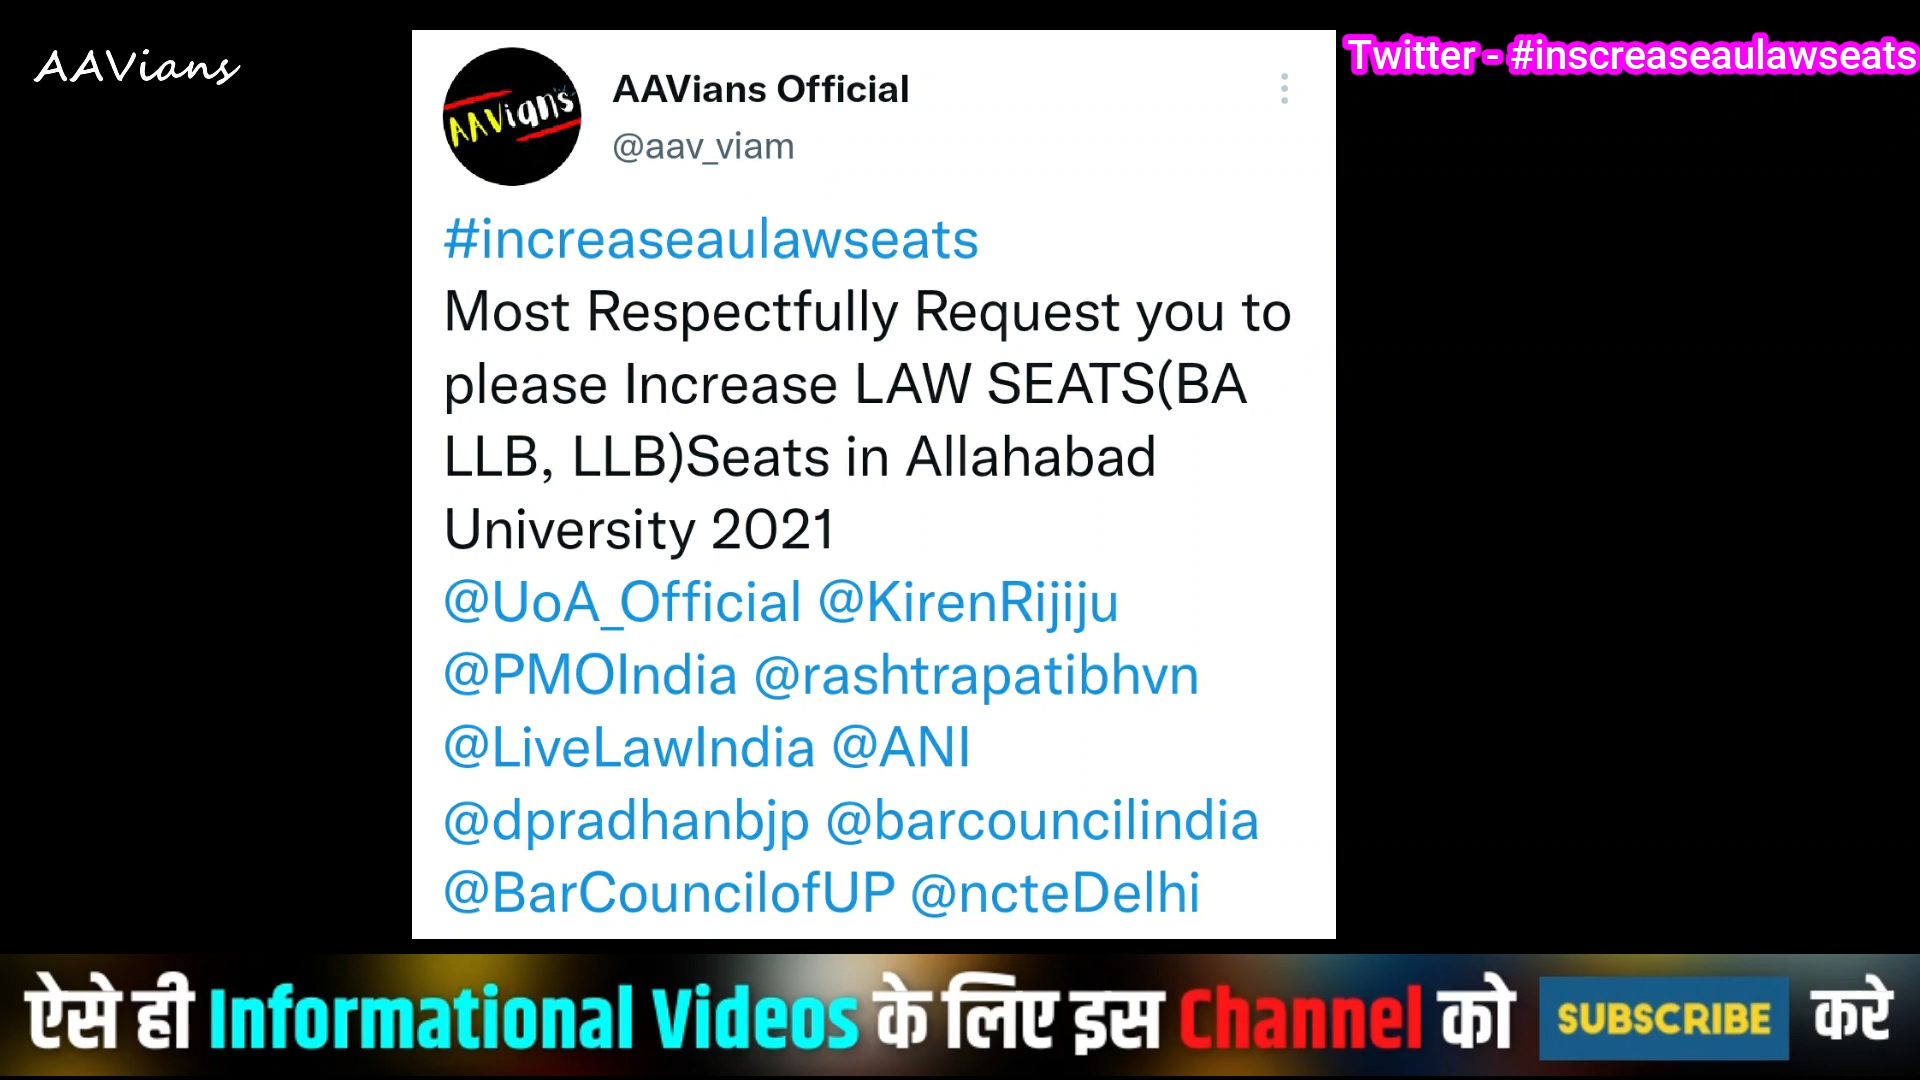 AAVians
Twitter - #inscreaseaulawseats
AAVians
AAVians Official
@aav_viam
#increaseaulawseats
Most Respectfully Request you to
please Increase LAW SEATS(BA
LLB, LLB)Seats in Allahabad
University 2021
@UoA_Official @KirenRijiju
@PMOIndia @rashtrapatibhvn
@LiveLawIndia @ANI
@dpradhanbjp @barcouncilindia
@BarCouncilofUP @ncteDelhi
ऐसे ही Informational Videos के लिए इस Channel को SUBSCRIBE करे